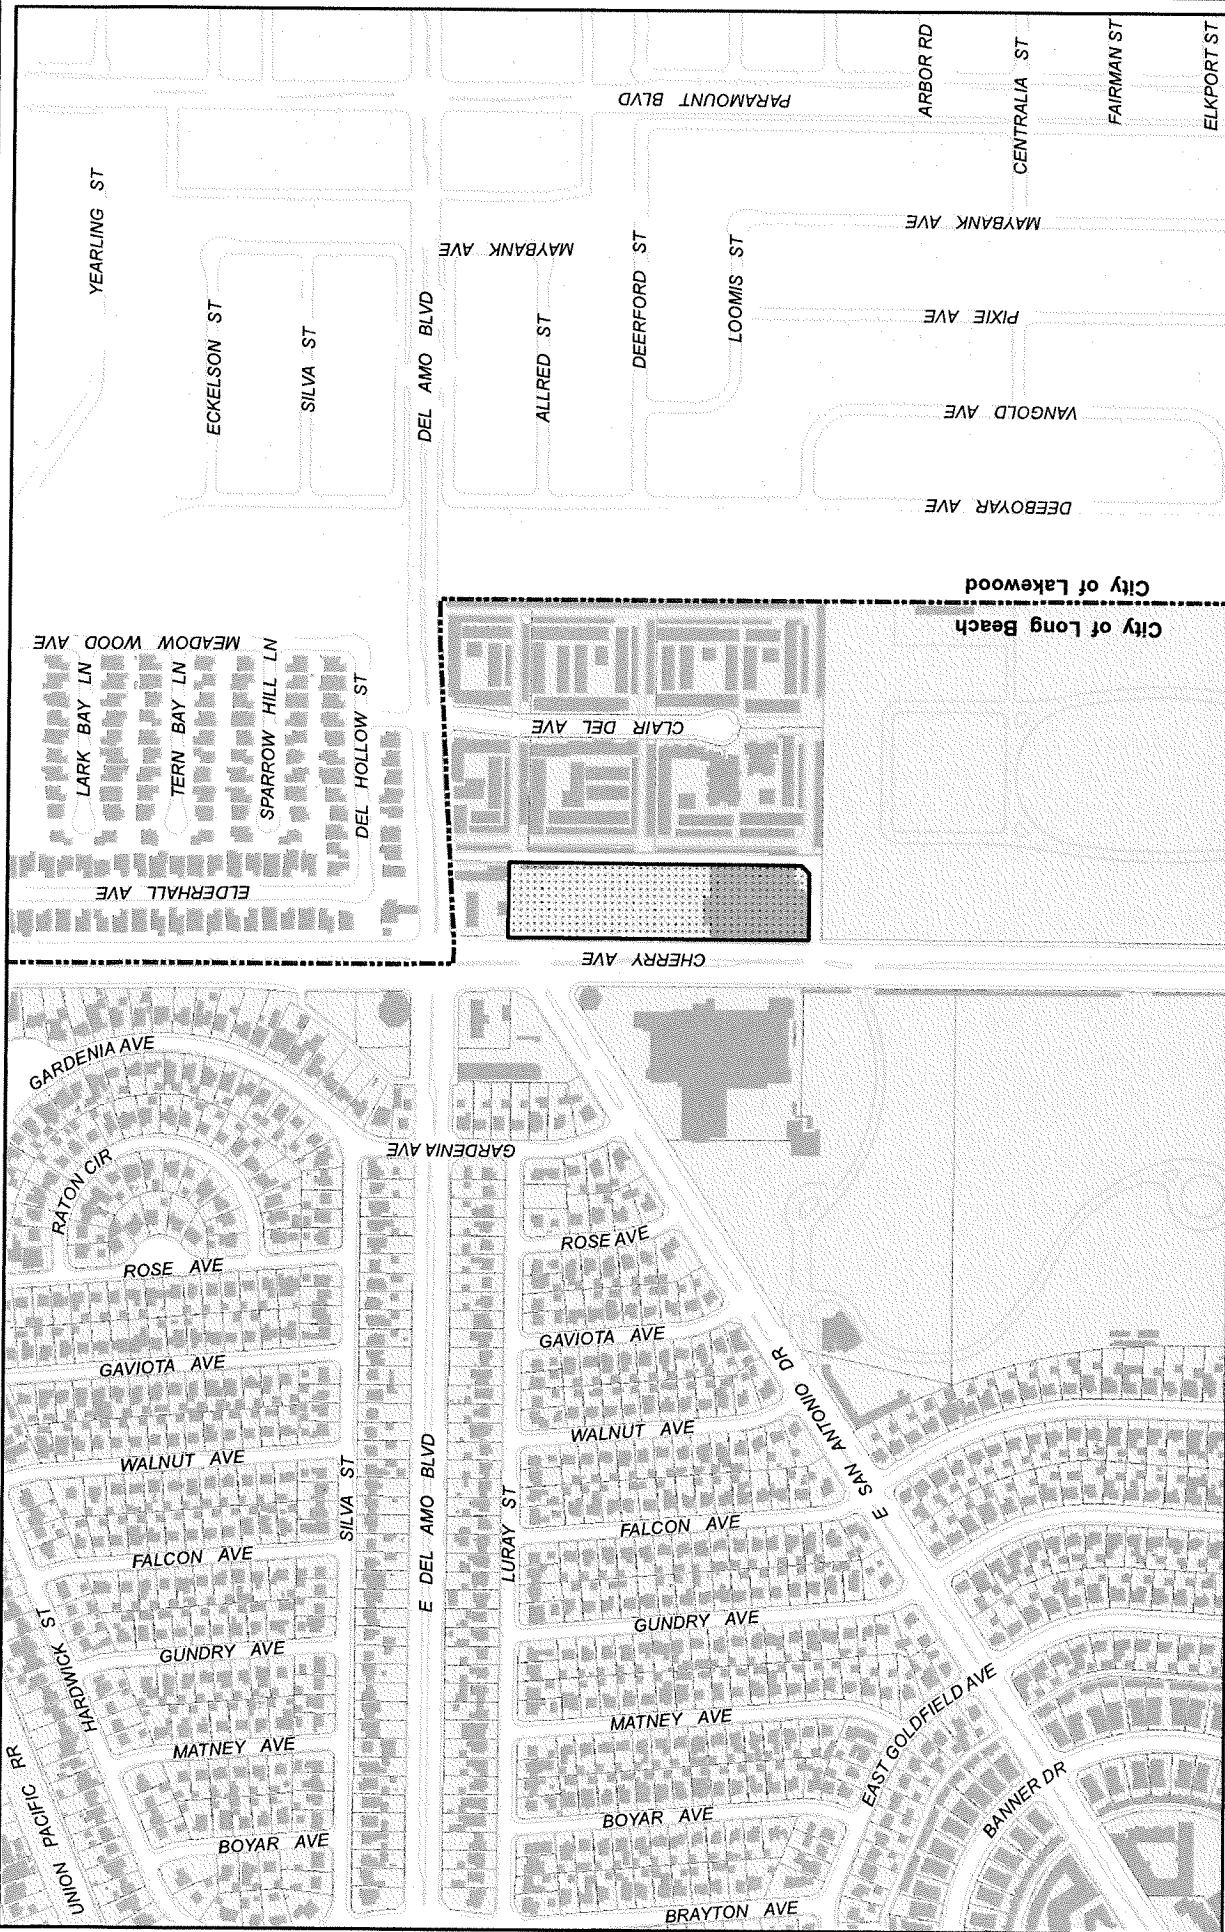 YEARLING ST
ECKELSON ST
SILVA ST
DEL AMO BLVD
MAYBANK AVE
ALLRED ST
PARAMOUNT BLVD
DEERFORD ST
LOOMIS ST
ARBOR RD
CENTRALIA ST
FAIRMAN ST
ELKPORT ST
MAYBANK AVE
PIXIE AVE
VANGOLD AVE
DEEBOYAR AVE
City of Lakewood
City of Long Beach
MEADOW WOOD AVE
LARK BAY LN
TERN BAY LN
SPARROW HILL LN
DEL HOLLOW ST
ELDERHALL AVE
CLAIR DEL AVE
CHERRY AVE
GARDENIA AVE
RATON CIR
GARDENIA AVE
ROSE AVE
ROSE AVE
GAVIOTA AVE
GAVIOTA AVE
WALNUT AVE
WALNUT AVE
SILVA ST
E DEL AMO BLVD
LURAY ST
E SAN ANTONIO DR
FALCON AVE
FALCON AVE
HARDWICK ST
GUNDRY AVE
GUNDRY AVE
UNION PACIFIC RR
MATNEY AVE
MATNEY AVE
EAST GOLDFIELD AVE
BANNER DR
BOYAR AVE
BOYAR AVE
BRAYTON AVE